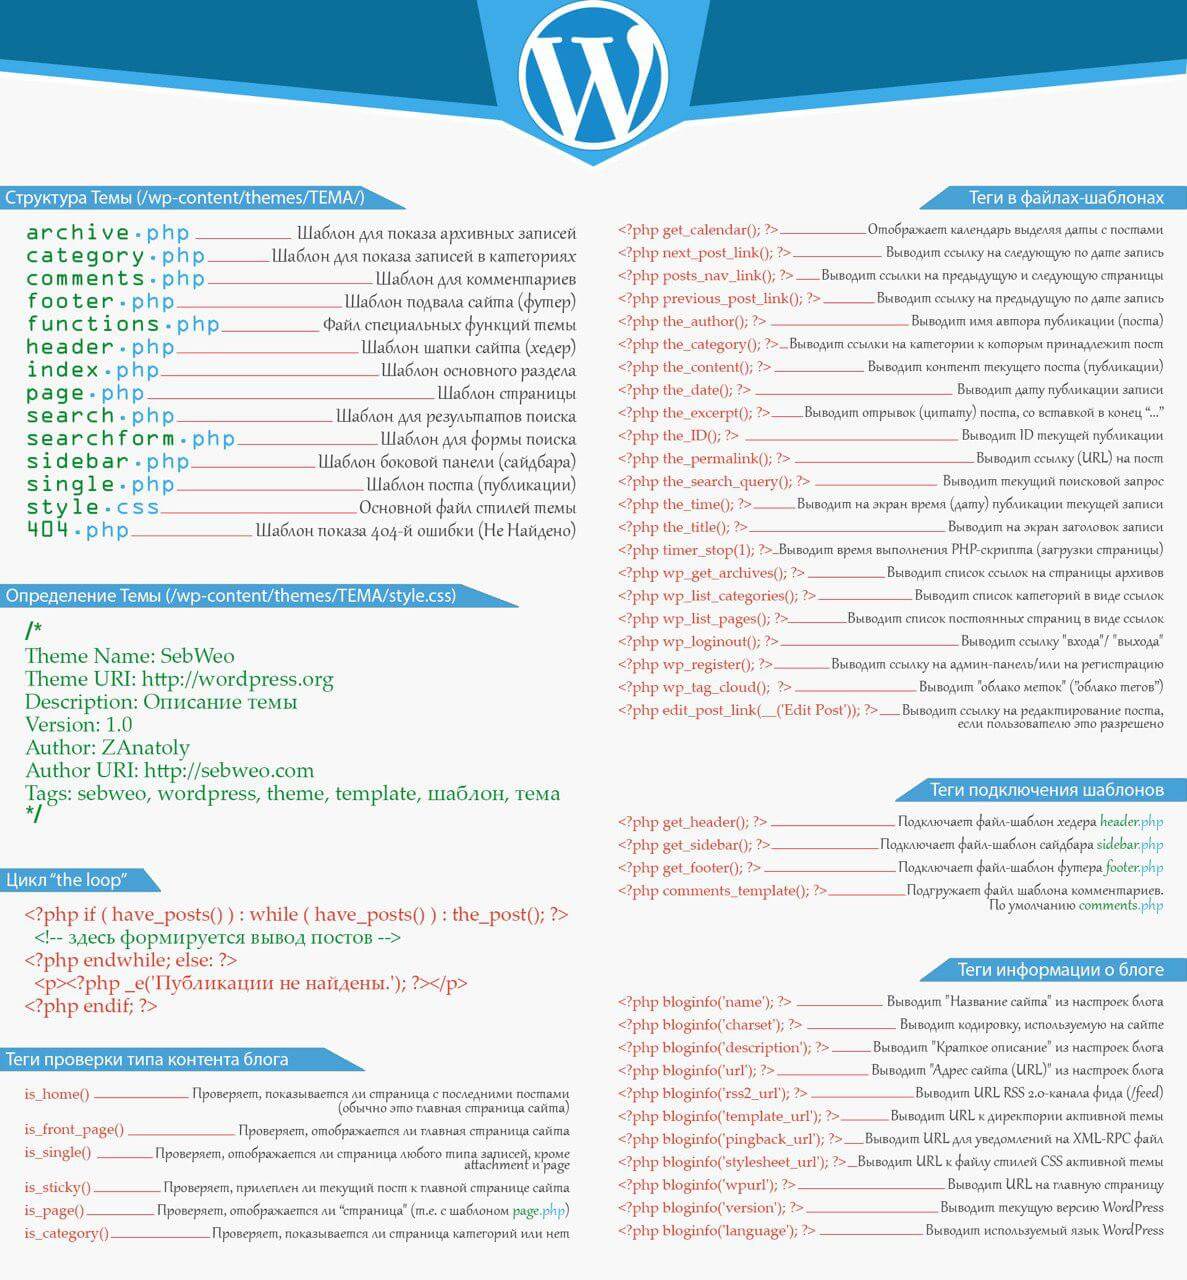 Структура Темы (/wp-content/themes/ТЕМА/)
archive.php Шаблон для показа архивных записей
category.php Шаблон для показа записей в категориях
comments.php Шаблон для комментариев
footer.php Шаблон подвала сайта (футер)
functions.php Файл специальных функций темы
header.php Шаблон шапки сайта (хедер)
index.php Шаблон основного раздела
page.php Шаблон страницы
search.php Шаблон для результатов поиска
searchform.php Шаблон для формы поиска
sidebar.php Шаблон боковой панели (сайдбара)
single.php Шаблон поста (публикации)
style.css Основной файл стилей темы
404.php Шаблон показа 404-й ошибки (Не Найдено)
Определение Темы (/wp-content/themes/ТЕМА/style.css)
/*
Theme Name: SebWeo
Theme URI: http://wordpress.org
Description: Описание темы
Version: 1.0
Author: ZAnatoly
Author URI: http://sebweo.com
Tags: sebweo, wordpress, theme, template, шаблон, тема
*/
Цикл “the loop”
<?php if ( have_posts() ) : while ( have_posts() ) : the_post(); ?>
<!-- здесь формируется вывод постов -->
<?php endwhile; else: ?>
<p><?php _e('Публикации не найдены.'); ?></p>
<?php endif; ?>
Теги проверки типа контента блога
is_home() Проверяет, показывается ли страница с последними постами
(обычно это главная страница сайта)
is_front_page() Проверяет, отображается ли главная страница сайта
is_single() Проверяет, отображается ли страница любого типа записей, кроме
attachment и page
is_sticky() Проверяет, прилеплен ли текущий пост к главной странице сайта
is_page() Проверяет, отображается ли “страница" (т.е. с шаблоном page.php)
is_category() Проверяет, показывается ли страница категорий или нет
Теги в файлах-шаблонах
<?php get_calendar(); ?> Отображает календарь выделяя даты с постами
<?php next_post_link(); ?> Выводит ссылку на следующую по дате запись
<?php posts_nav_link(); ?> Выводит ссылки на предыдущую и следующую страницы
<?php previous_post_link(); ?> Выводит ссылку на предыдущую по дате запись
<?php the_author(); ?> Выводит имя автора публикации (поста)
<?php the_category(); ?> Выводит ссылки на категории к которым принадлежит пост
<?php the_content(); ?> Выводит контент текущего поста (публикации)
<?php the_date(); ?> Выводит дату публикации записи
<?php the_excerpt(); ?> Выводит отрывок (цитату) поста, со вставкой в конец “...”
<?php the_ID(); ?> Выводит ID текущей публикации
<?php the_permalink(); ?> Выводит ссылку (URL) на пост
<?php the_search_query(); ?> Выводит текущий поисковой запрос
<?php the_time(); ?> Выводит на экран время (дату) публикации текущей записи
<?php the_title(); ?> Выводит на экран заголовок записи
<?php timer_stop(1); ?> Выводит время выполнения PHP-скрипта (загрузки страницы)
<?php wp_get_archives(); ?> Выводит список ссылок на страницы архивов
<?php wp_list_categories(); ?> Выводит список категорий в виде ссылок
<?php wp_list_pages(); ?> Выводит список постоянных страниц в виде ссылок
<?php wp_loginout(); ?> Выводит ссылку "входа"/ "выхода"
<?php wp_register(); ?> Выводит ссылку на админ-панель/или на регистрацию
<?php wp_tag_cloud(); ?> Выводит "облако меток" (”облако тегов”)
<?php edit_post_link(__('Edit Post')); ?> Выводит ссылку на редактирование поста,
если пользователю это разрешено
Теги подключения шаблонов
<?php get_header(); ?> Подключает файл-шаблон хедера header.php
<?php get_sidebar(); ?> Подключает файл-шаблон сайдбара sidebar.php
<?php get_footer(); ?> Подключает файл-шаблон футера footer.php
<?php comments_template(); ?> Подгружает файл шаблона комментариев.
По умолчанию comments.php
Теги информации о блоге
<?php bloginfo('name'); ?> Выводит "Название сайта" из настроек блога
<?php bloginfo('charset'); ?> Выводит кодировку, используемую на сайте
<?php bloginfo('description'); ?> Выводит "Краткое описание" из настроек блога
<?php bloginfo('url'); ?> Выводит "Адрес сайта (URL)" из настроек блога
<?php bloginfo('rss2_url'); ?> Выводит URL RSS 2.0-канала фида (/feed)
<?php bloginfo('template_url'); ?> Выводит URL к директории активной темы
<?php bloginfo('pingback_url'); ?> Выводит URL для уведомлений на XML-RPC файл
<?php bloginfo('stylesheet_url'); ?> Выводит URL к файлу стилей CSS активной темы
<?php bloginfo('wpurl'); ?> Выводит URL на главную страницу
<?php bloginfo('version'); ?> Выводит текущую версию WordPress
<?php bloginfo('language'); ?> Выводит используемый язык WordPress